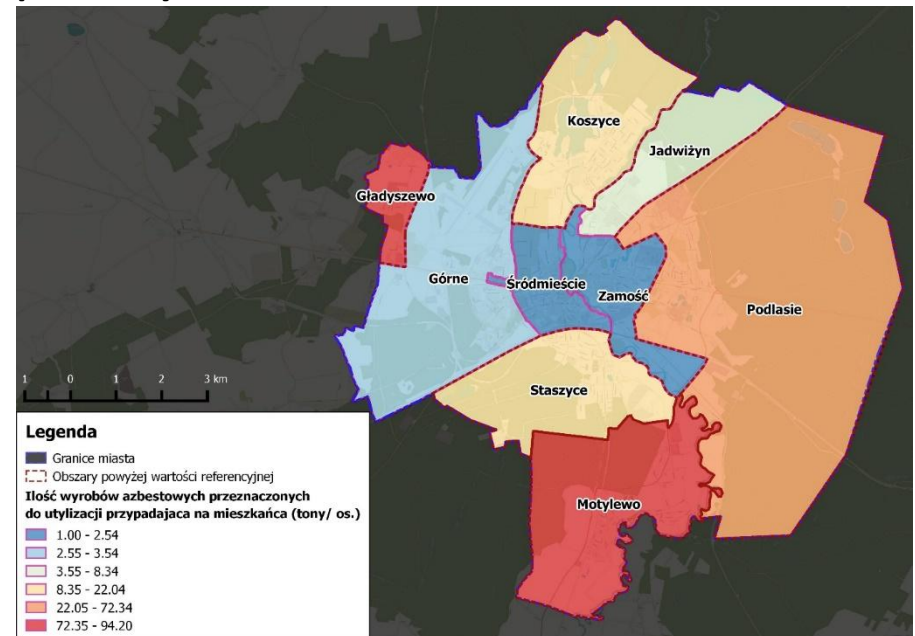 Koszyce
Jadwiżyn
Gładyszewo
Górne
Śródmieście
Zamość
Podlasie
Staszyce
Motylewo
1 0 1 2 3 km
Legenda
Granice miasta
Obszary powyżej wartości referencyjnej
Ilość wyrobów azbestowych przeznaczonych
do utylizacji przypadajaca na mieszkańca (tony/ os.)
1.00 - 2.54
2.55 - 3.54
3.55 - 8.34
8.35 - 22.04
22.05 - 72.34
72.35 - 94.20